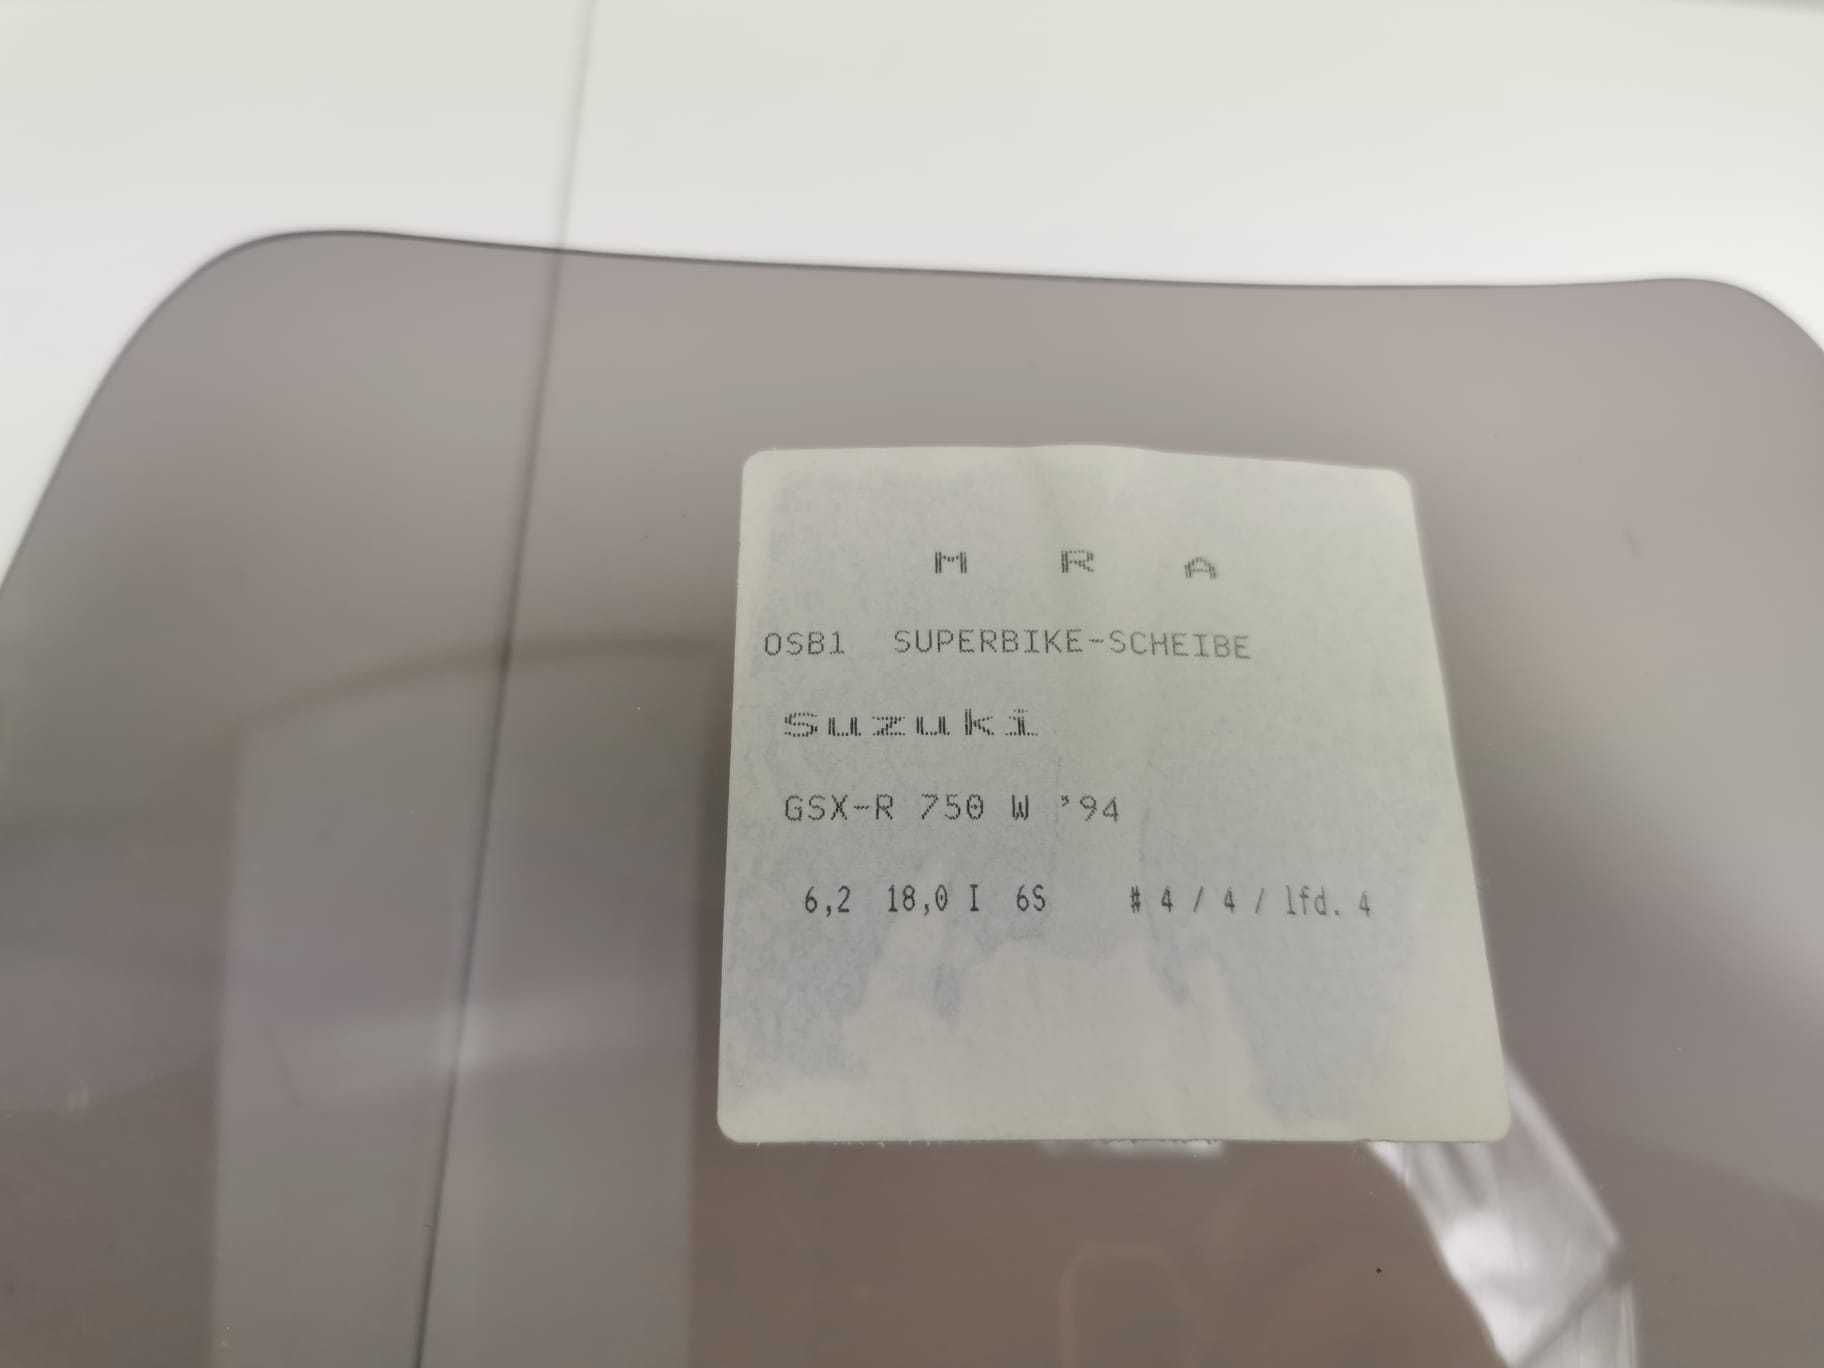 M R A
OSB1 SUPERBIKE-SCHEIBE
Suzuki
GSX-R 750 W '94
6,2 18,0 I 6S # 4 / 4 / lfd. 4